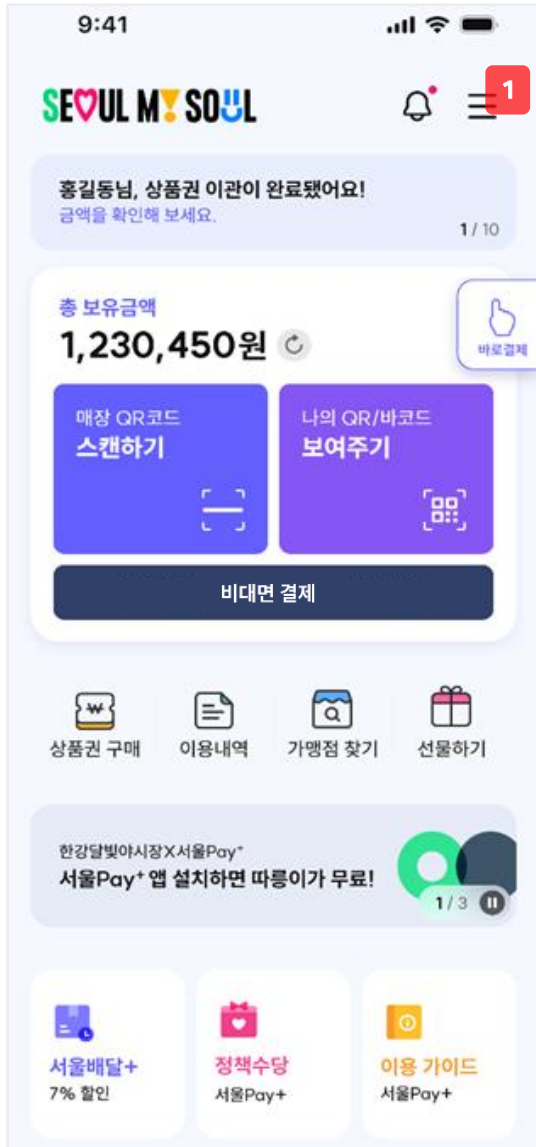 9:41
SEOUL MY SOUL
1
홍길동님, 상품권 이관이 완료됐어요!
금액을 확인해 보세요.
1 / 10
총 보유금액
1,230,450원
바로결제
매장 QR코드
스캔하기
나의 QR/바코드
보여주기
비대면 결제
상품권 구매
이용내역
가맹점 찾기
선물하기
한강달빛야시장X서울Pay+
서울Pay+ 앱 설치하면 따릉이가 무료!
1 / 3
서울배달+
7% 할인
정책수당
서울Pay+
이용 가이드
서울Pay+